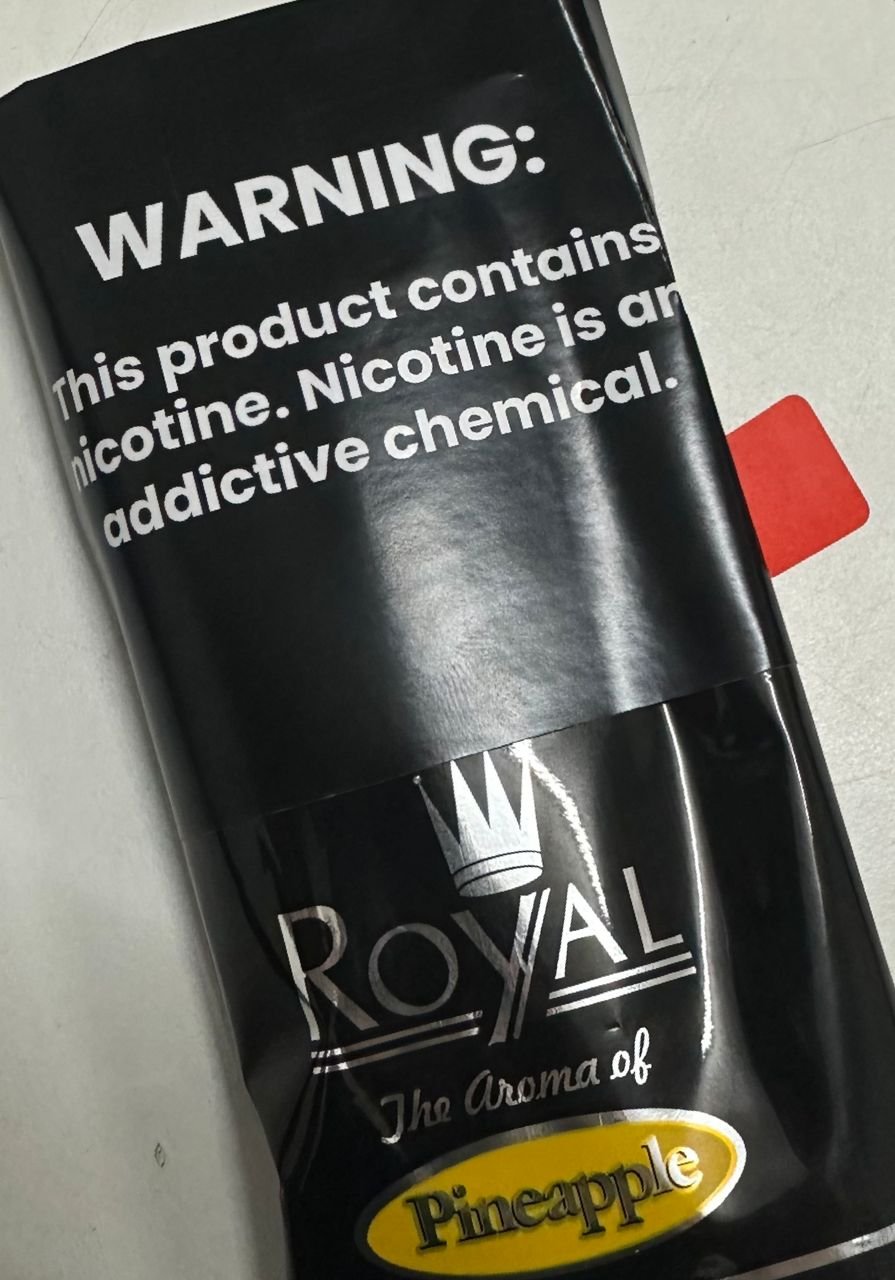 WARNING:
This product contains
nicotine. Nicotine is an
addictive chemical.
ROYAL
The Aroma of
Pineapple